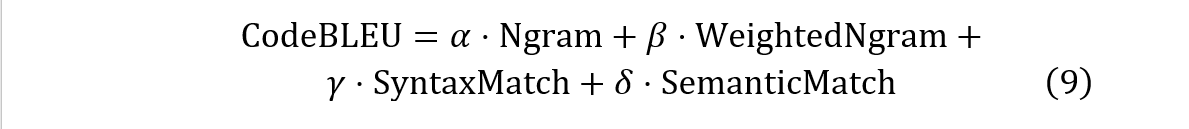 CodeBLEU = α · Ngram + β · WeightedNgram +
γ · SyntaxMatch + δ · SemanticMatch (9)